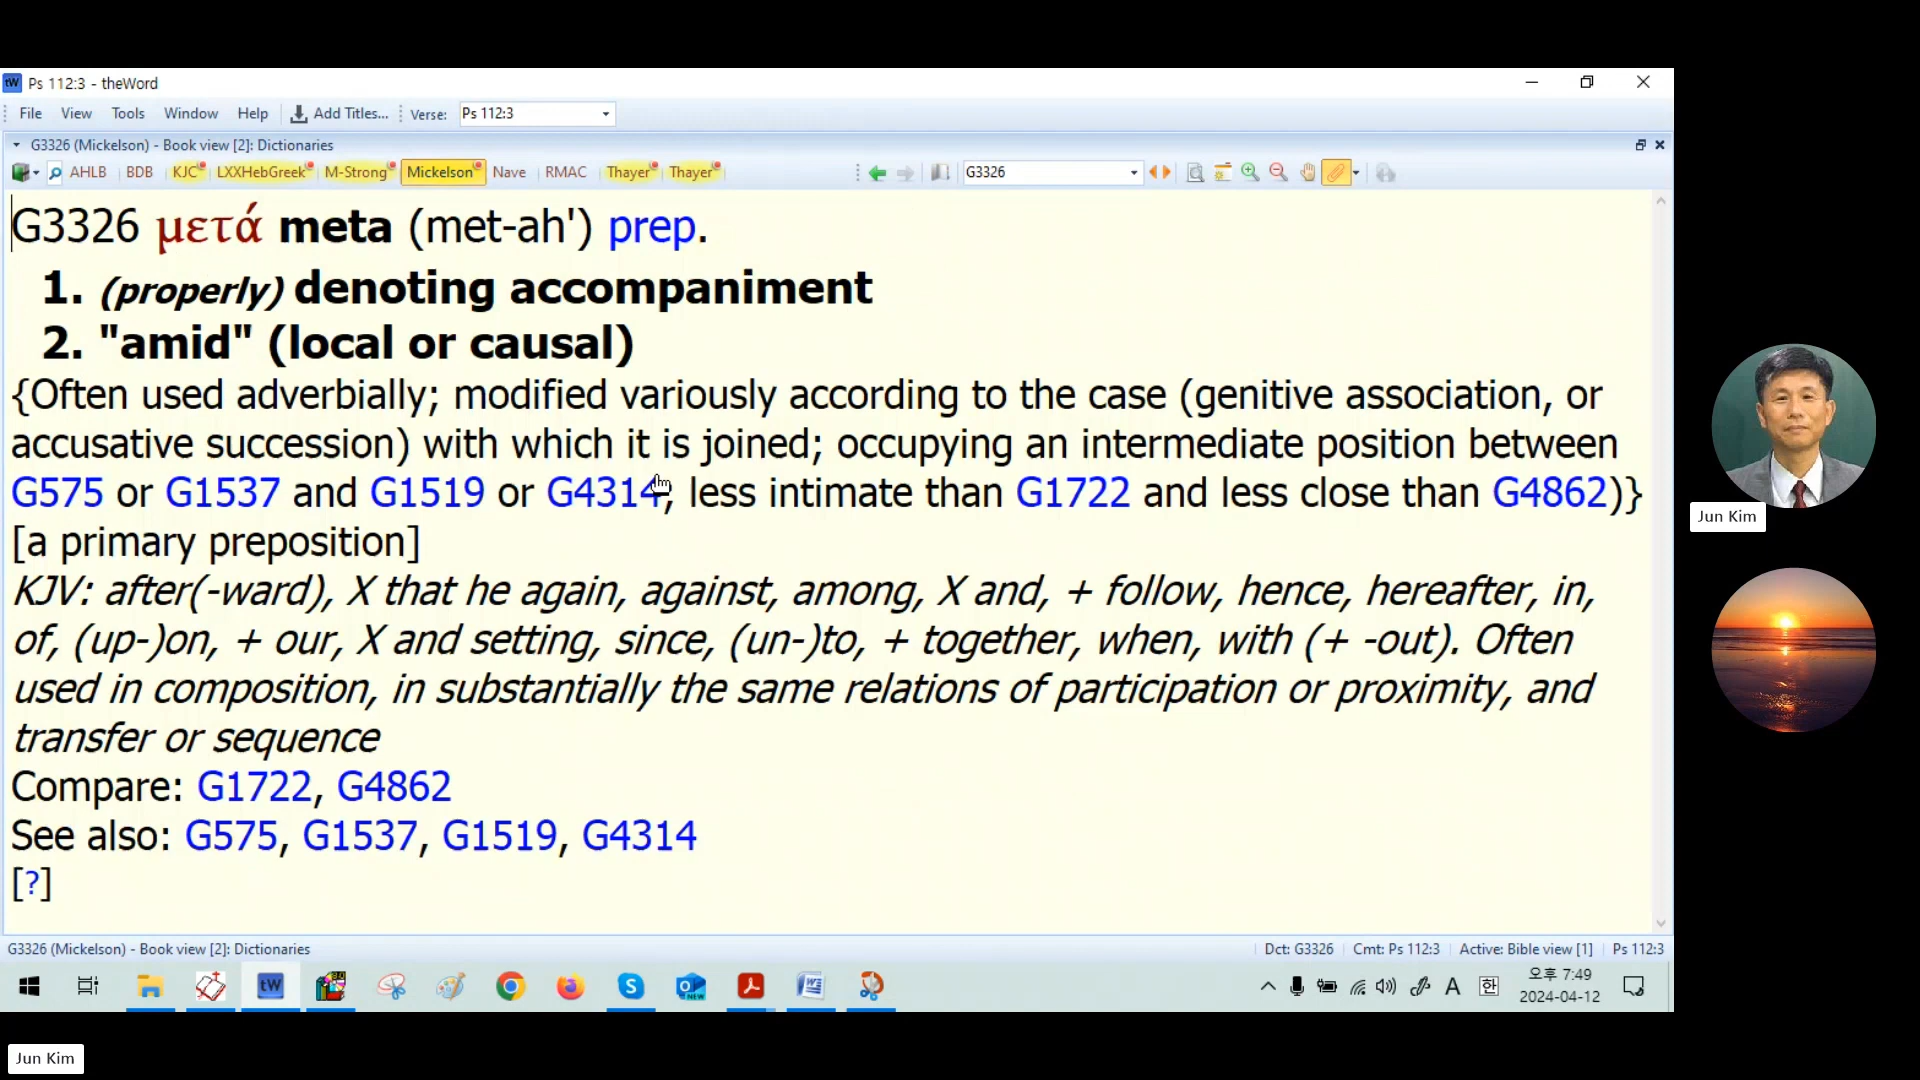 Ps 112:3 - theWord
File View Tools Window Help Add Titles... Verse: Ps 112:3
G3326 (Mickelson) - Book view [2]: Dictionaries
AHLB BDB KJC LXXHebGreek M-Strong Mickelson Nave RMAC Thayer Thayer G3326
G3326 μετά meta (met-ah') prep.
1. (properly) denoting accompaniment
2. "amid" (local or causal)
{Often used adverbially; modified variously according to the case (genitive association, or
accusative succession) with which it is joined; occupying an intermediate position between
G575 or G1537 and G1519 or G4314; less intimate than G1722 and less close than G4862)}
[a primary preposition]
KJV: after(-ward), X that he again, against, among, X and, + follow, hence, hereafter, in,
of, (up-)on, + our, X and setting, since, (un-)to, + together, when, with (+ -out). Often
used in composition, in substantially the same relations of participation or proximity, and
transfer or sequence
Compare: G1722, G4862
See also: G575, G1537, G1519, G4314
[?]
G3326 (Mickelson) - Book view [2]: Dictionaries Dct: G3326 Cmt: Ps 112:3 Active: Bible view [1] Ps 112:3
오후 7:49
2024-04-12
A 한
Jun Kim
Jun Kim